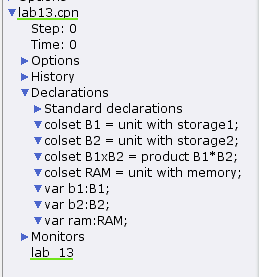 Options
lab13.cpn
Step: 0
Time: 0
Options
History
Declarations
Standard declarations
colset B1 = unit with storage1;
colset B2 = unit with storage2;
colset B1xB2 = product B1*B2;
colset RAM = unit with memory;
var b1:B1;
var b2:B2;
var ram:RAM;
Monitors
lab_13